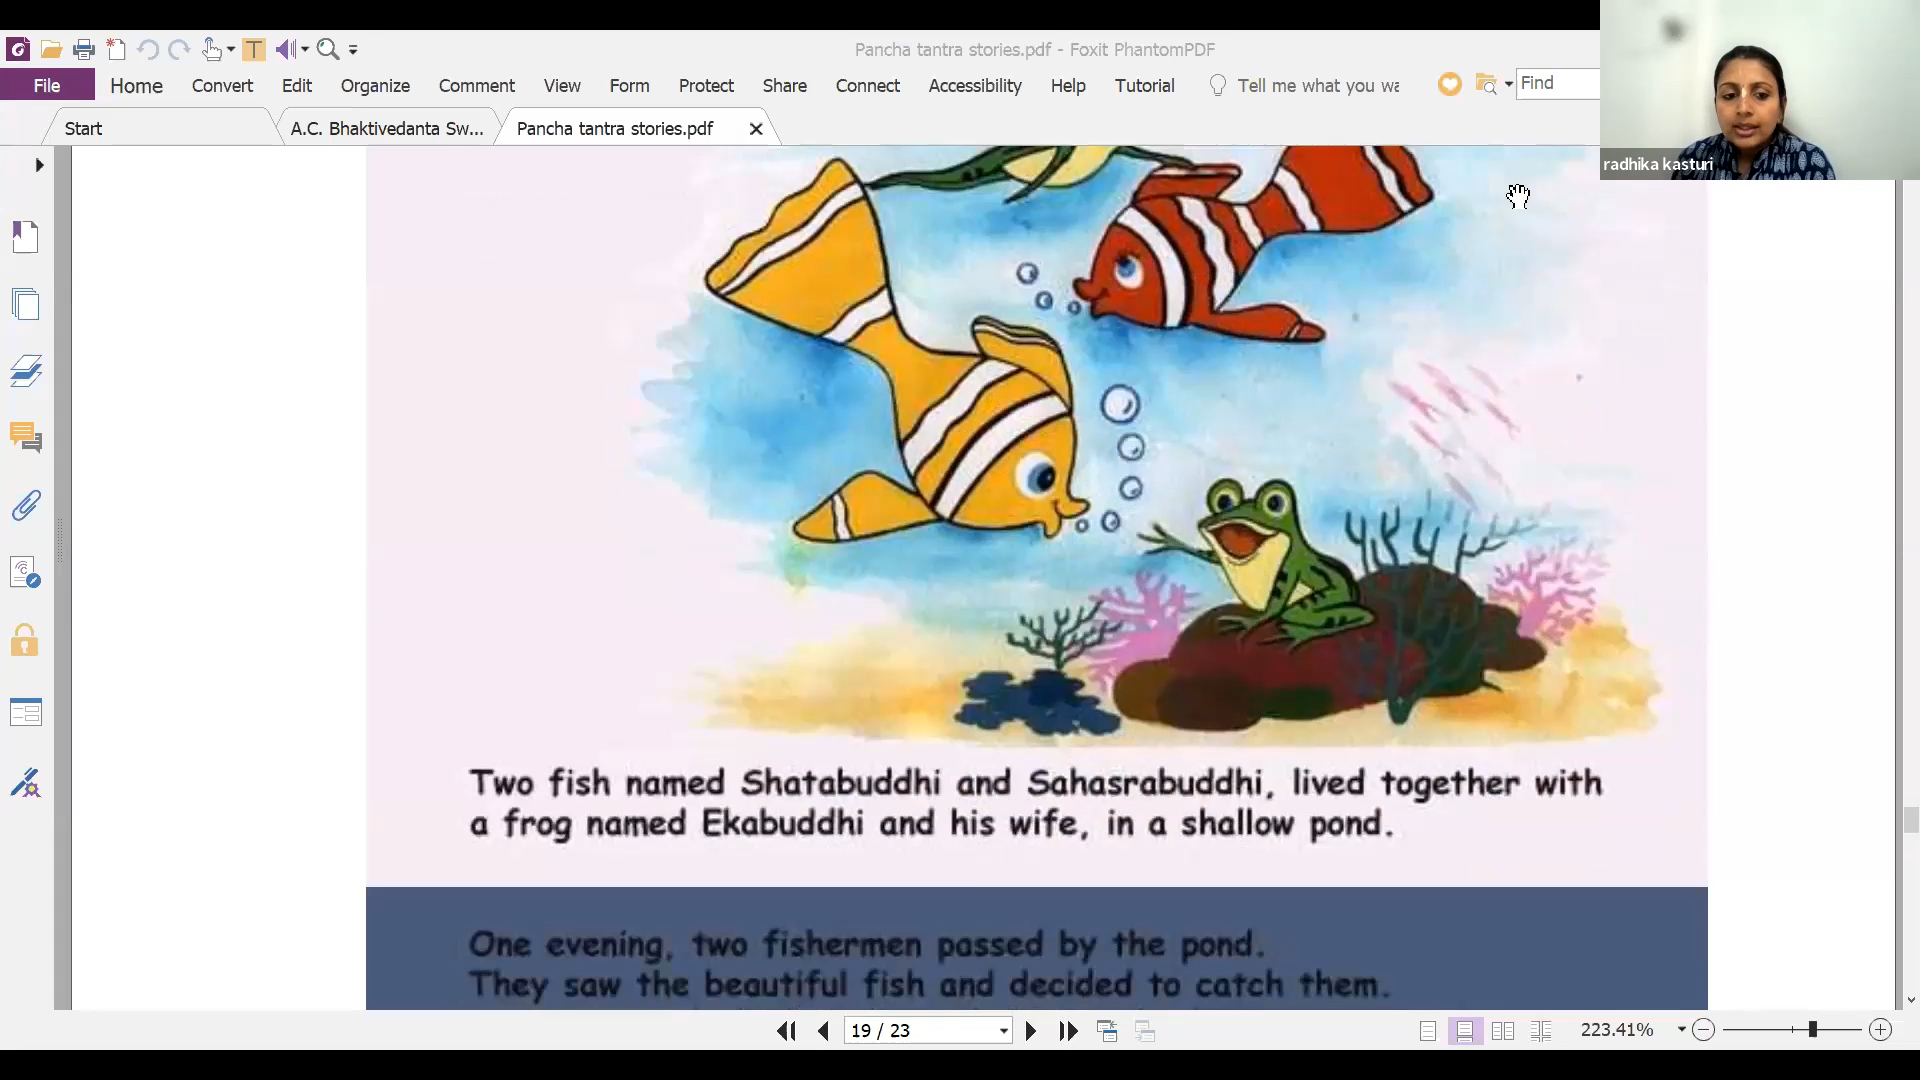 Pancha tantra stories.pdf - Foxit PhantomPDF
File Home Convert Edit Organize Comment View Form Protect Share Connect Accessibility Help Tutorial Tell me what you wa Find
Start A.C. Bhaktivedanta Sw... Pancha tantra stories.pdf
radhika kasturi
Two fish named Shatabuddhi and Sahasrabuddhi, lived together with
a frog named Ekabuddhi and his wife, in a shallow pond.
One evening, two fishermen passed by the pond.
They saw the beautiful fish and decided to catch them.
19 / 23 223.41%